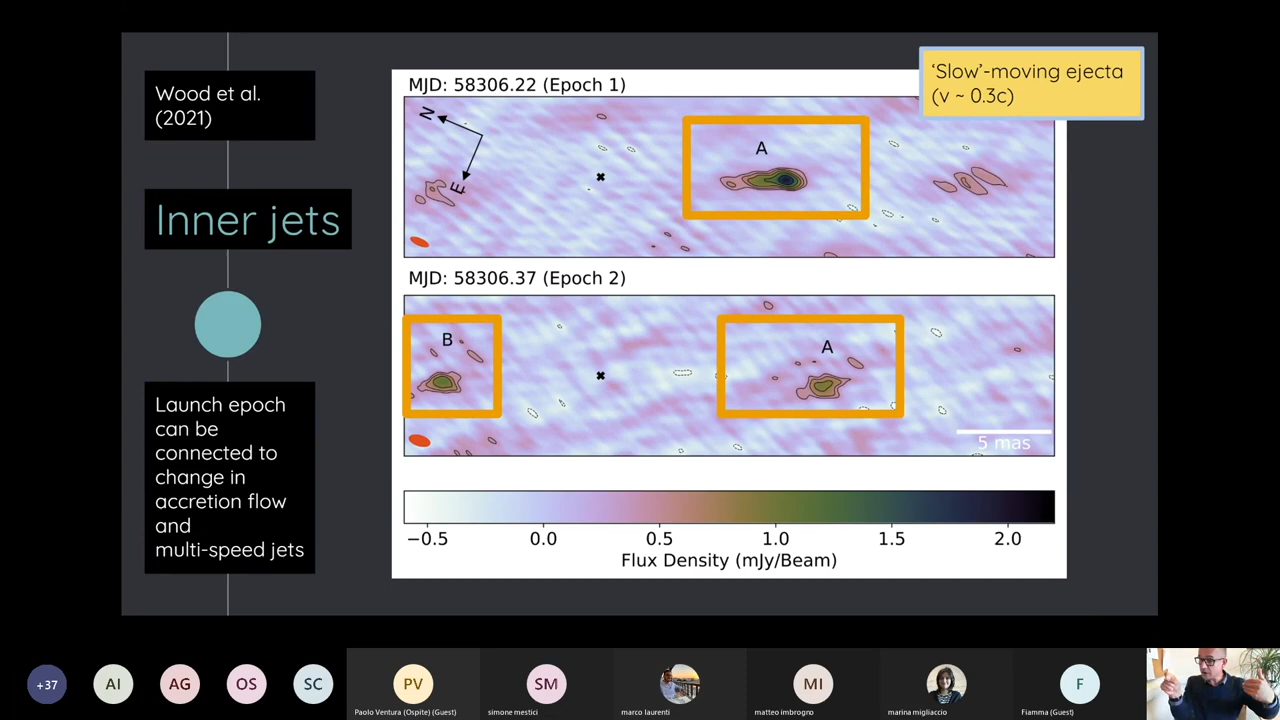 Wood et al.
(2021)
Inner jets
Launch epoch
can be
connected to
change in
accretion flow
and
multi-speed jets
'Slow'-moving ejecta
(v ~ 0.3c)
MJD: 58306.22 (Epoch 1)
N
E
A
MJD: 58306.37 (Epoch 2)
B
A
5 mas
−0.5 0.0 0.5 1.0 1.5 2.0
Flux Density (mJy/Beam)
+37
AI
AG
OS
SC
PV
SM
MI
F
Paolo Ventura (Ospite) (Guest)
simone mestici
marco laurenti
matteo imbrogno
marina migliaccio
Fiamma (Guest)